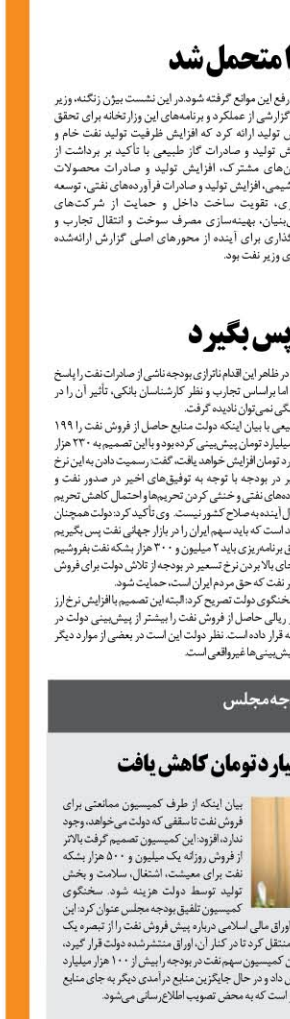 ا متحمل شد
رفع این موانع گرفته شود.در این نشست بیژن زنگنه، وزیر
گزارشی از عملکرد و برنامه‌های این وزارتخانه برای تحقق
تولید ارائه کرد که افزایش ظرفیت تولید نفت خام و
ش تولید و صادرات گاز طبیعی با تأکید بر برداشت از
ن‌های مشترک، افزایش تولید و صادرات محصولات
شیمی، افزایش تولید و صادرات فرآورده‌های نفتی، توسعه
ی، تقویت ساخت داخل و حمایت از شرکت‌های
بنیان، بهینه‌سازی مصرف سوخت و انتقال تجارب و
گذاری برای آینده از محورهای اصلی گزارش ارائه‌شده
ی وزیر نفت بود.
پس بگیرد
در ظاهر این اقدام ناترازی بودجه ناشی از صادرات نفت را پاسخ
اما براساس تجارب و نظر کارشناسان بانکی، تأثیر آن را در
نگی نمی‌توان نادیده گرفت.
یعی با بیان اینکه دولت منابع حاصل از فروش نفت را ۱۹۹
میلیارد تومان پیش‌بینی کرده بود و با این تصمیم به ۲۳۰ هزار
رد تومان افزایش خواهد یافت، گفت: رسمیت دادن به این نرخ
ر در بودجه با توجه به توفیق‌های اخیر در صدور نفت و
ده‌های نفتی و خنثی کردن تحریم‌ها و احتمال کاهش تحریم
ل آینده به صلاح کشور نیست. وی تأکید کرد: دولت همچنان
د است که باید سهم ایران را در بازار جهانی نفت پس بگیریم
ق برنامه‌ریزی باید ۲ میلیون و ۳۰۰ هزار بشکه نفت بفروشیم
جای بالا بردن نرخ تسعیر در بودجه از تلاش دولت برای فروش
ر نفت که حق مردم ایران است، حمایت شود.
سخنگوی دولت تصریح کرد: البته این تصمیم با افزایش نرخ ارز
ریالی حاصل از فروش نفت را بیشتر از پیش‌بینی دولت در
ه قرار داده است. نظر دولت این است در بعضی از موارد دیگر
پیش‌بینی‌ها غیرواقعی است.
جه مجلس
یارد تومان کاهش یافت
بیان اینکه از طرف کمیسیون ممانعتی برای
فروش نفت تا سقفی که دولت می‌خواهد، وجود
ندارد، افزود: این کمیسیون تصمیم گرفت بالاتر
از فروش روزانه یک میلیون و ۵۰۰ هزار بشکه
نفت برای معیشت، اشتغال، سلامت و بخش
تولید توسط دولت هزینه شود. سخنگوی
کمیسیون تلفیق بودجه مجلس عنوان کرد: این
اوراق مالی اسلامی درباره پیش فروش نفت را از تبصره یک
منتقل کرد تا در کنار آن، اوراق منتشرشده دولت قرار گیرد،
ن کمیسیون سهم نفت در بودجه را بیش از ۱۰۰ هزار میلیارد
ش داد و در حال جایگزین منابع درآمدی دیگر به جای منابع
است که به محض تصویب اطلاع‌رسانی می‌شود.